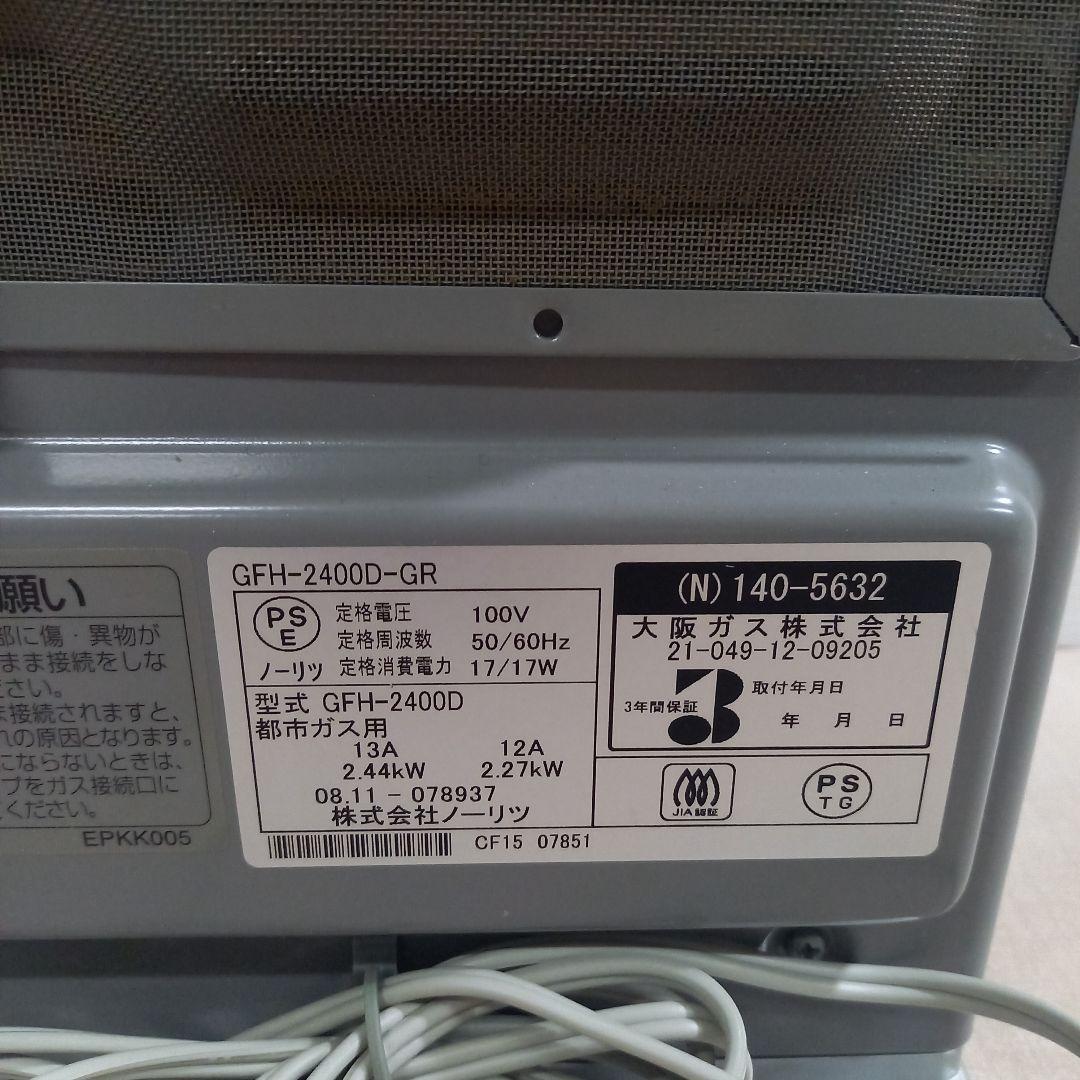 願い
部に傷・異物が
まま接続をしな
ださい。
ま接続されますと、
れの原因となります。
にならないときは、
プをガス接続口に
ください。
EPKK005
GFH-2400D-GR
PS
E
ノーリツ
定格電圧 100V
定格周波数 50/60Hz
定格消費電力 17/17W
型式 GFH-2400D
都市ガス用
13A 12A
2.44kW 2.27kW
08.11-078937
株式会社ノーリツ
CF15 07851
(N)140-5632
大阪ガス株式会社
21-049-12-09205
3年間保証
3
取付年月日
年 月 日
JIA認証
PS
TG